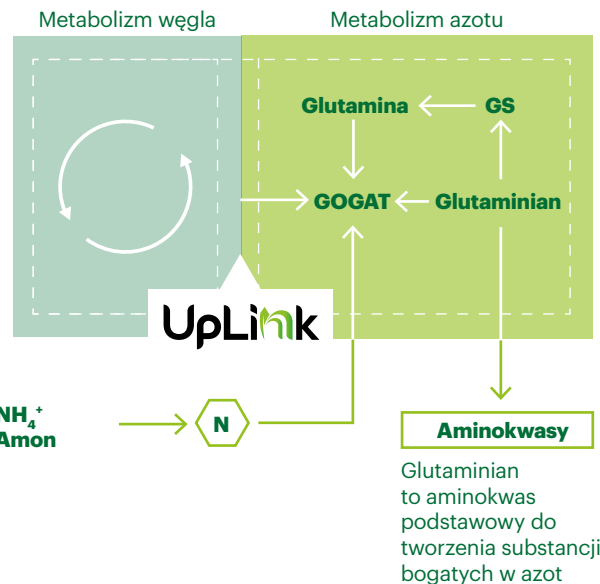 Metabolizm węgla
Metabolizm azotu
Glutamina
GS
GOGAT
Glutaminian
UpLink
NH₄⁺
Amon
N
Aminokwasy
Glutaminian
to aminokwas
podstawowy do
tworzenia substancji
bogatych w azot